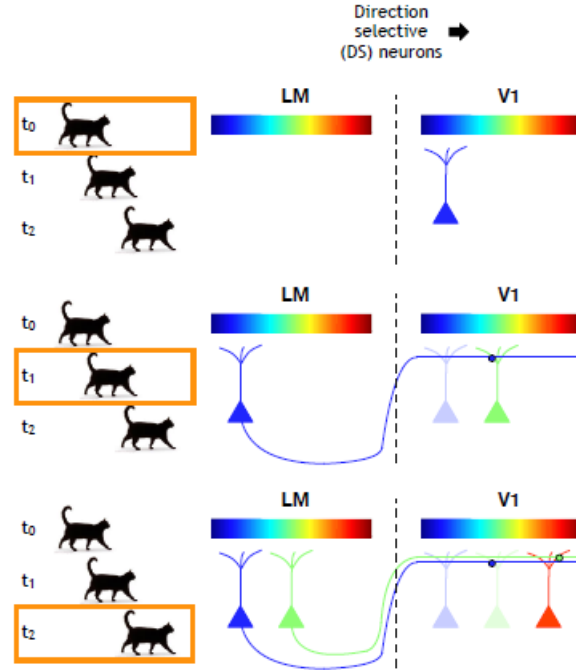 Direction
selective
(DS) neurons
LM
V1
t0
t1
t2
LM
V1
t0
t1
t2
LM
V1
t0
t1
t2